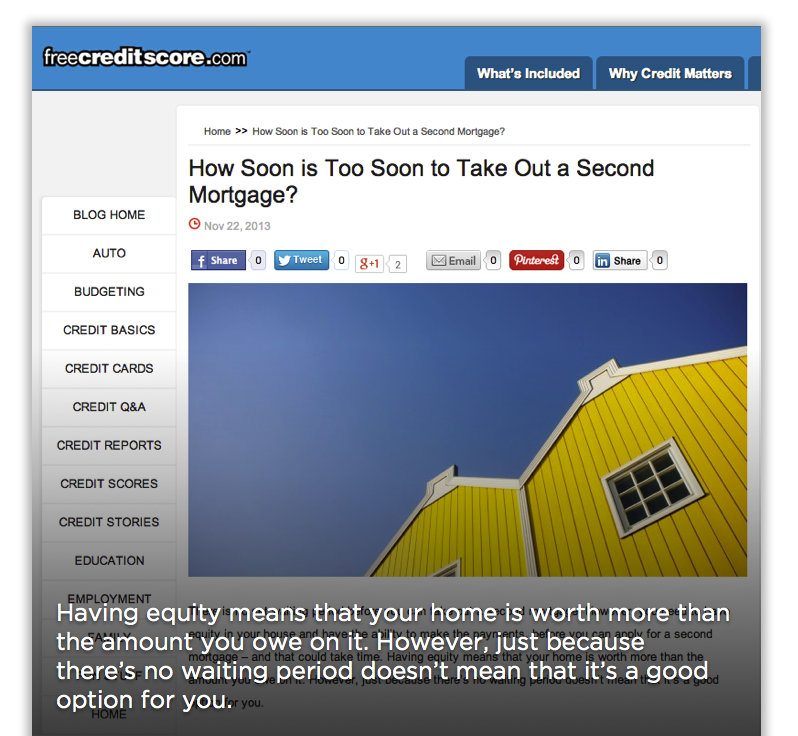 freecreditscore.com
What's Included
Why Credit Matters
Home >> How Soon is Too Soon to Take Out a Second Mortgage?
How Soon is Too Soon to Take Out a Second
Mortgage?
Nov 22, 2013
Share 0
Tweet 0
g+1 2
Email 0
Pinterest 0
in Share 0
BLOG HOME
AUTO
BUDGETING
CREDIT BASICS
CREDIT CARDS
CREDIT Q&A
CREDIT REPORTS
CREDIT SCORES
CREDIT STORIES
EDUCATION
EMPLOYMENT
FAMILY
HOME
equity in your house and have the ability to make the payments, before you can apply for a second
mortgage – and that could take time. Having equity means that your home is worth more than the
amount you owe on it. However, just because there's no waiting period doesn't mean that it's a good
for you.
Having equity means that your home is worth more than
the amount you owe on it. However, just because
there's no waiting period doesn't mean that it's a good
option for you.